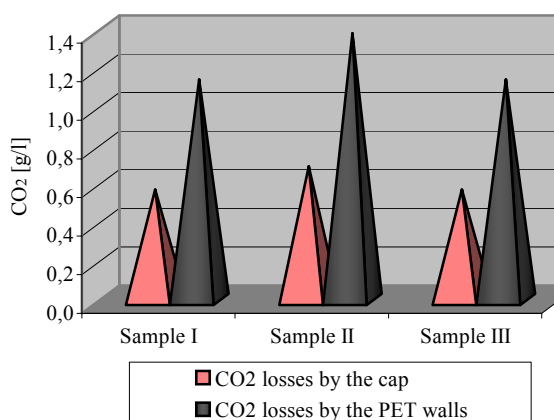 1,4
1,2
1,0
0,8
0,6
0,4
0,2
0,0
CO2 [g/l]
Sample I Sample II Sample III
CO2 losses by the cap
CO2 losses by the PET walls